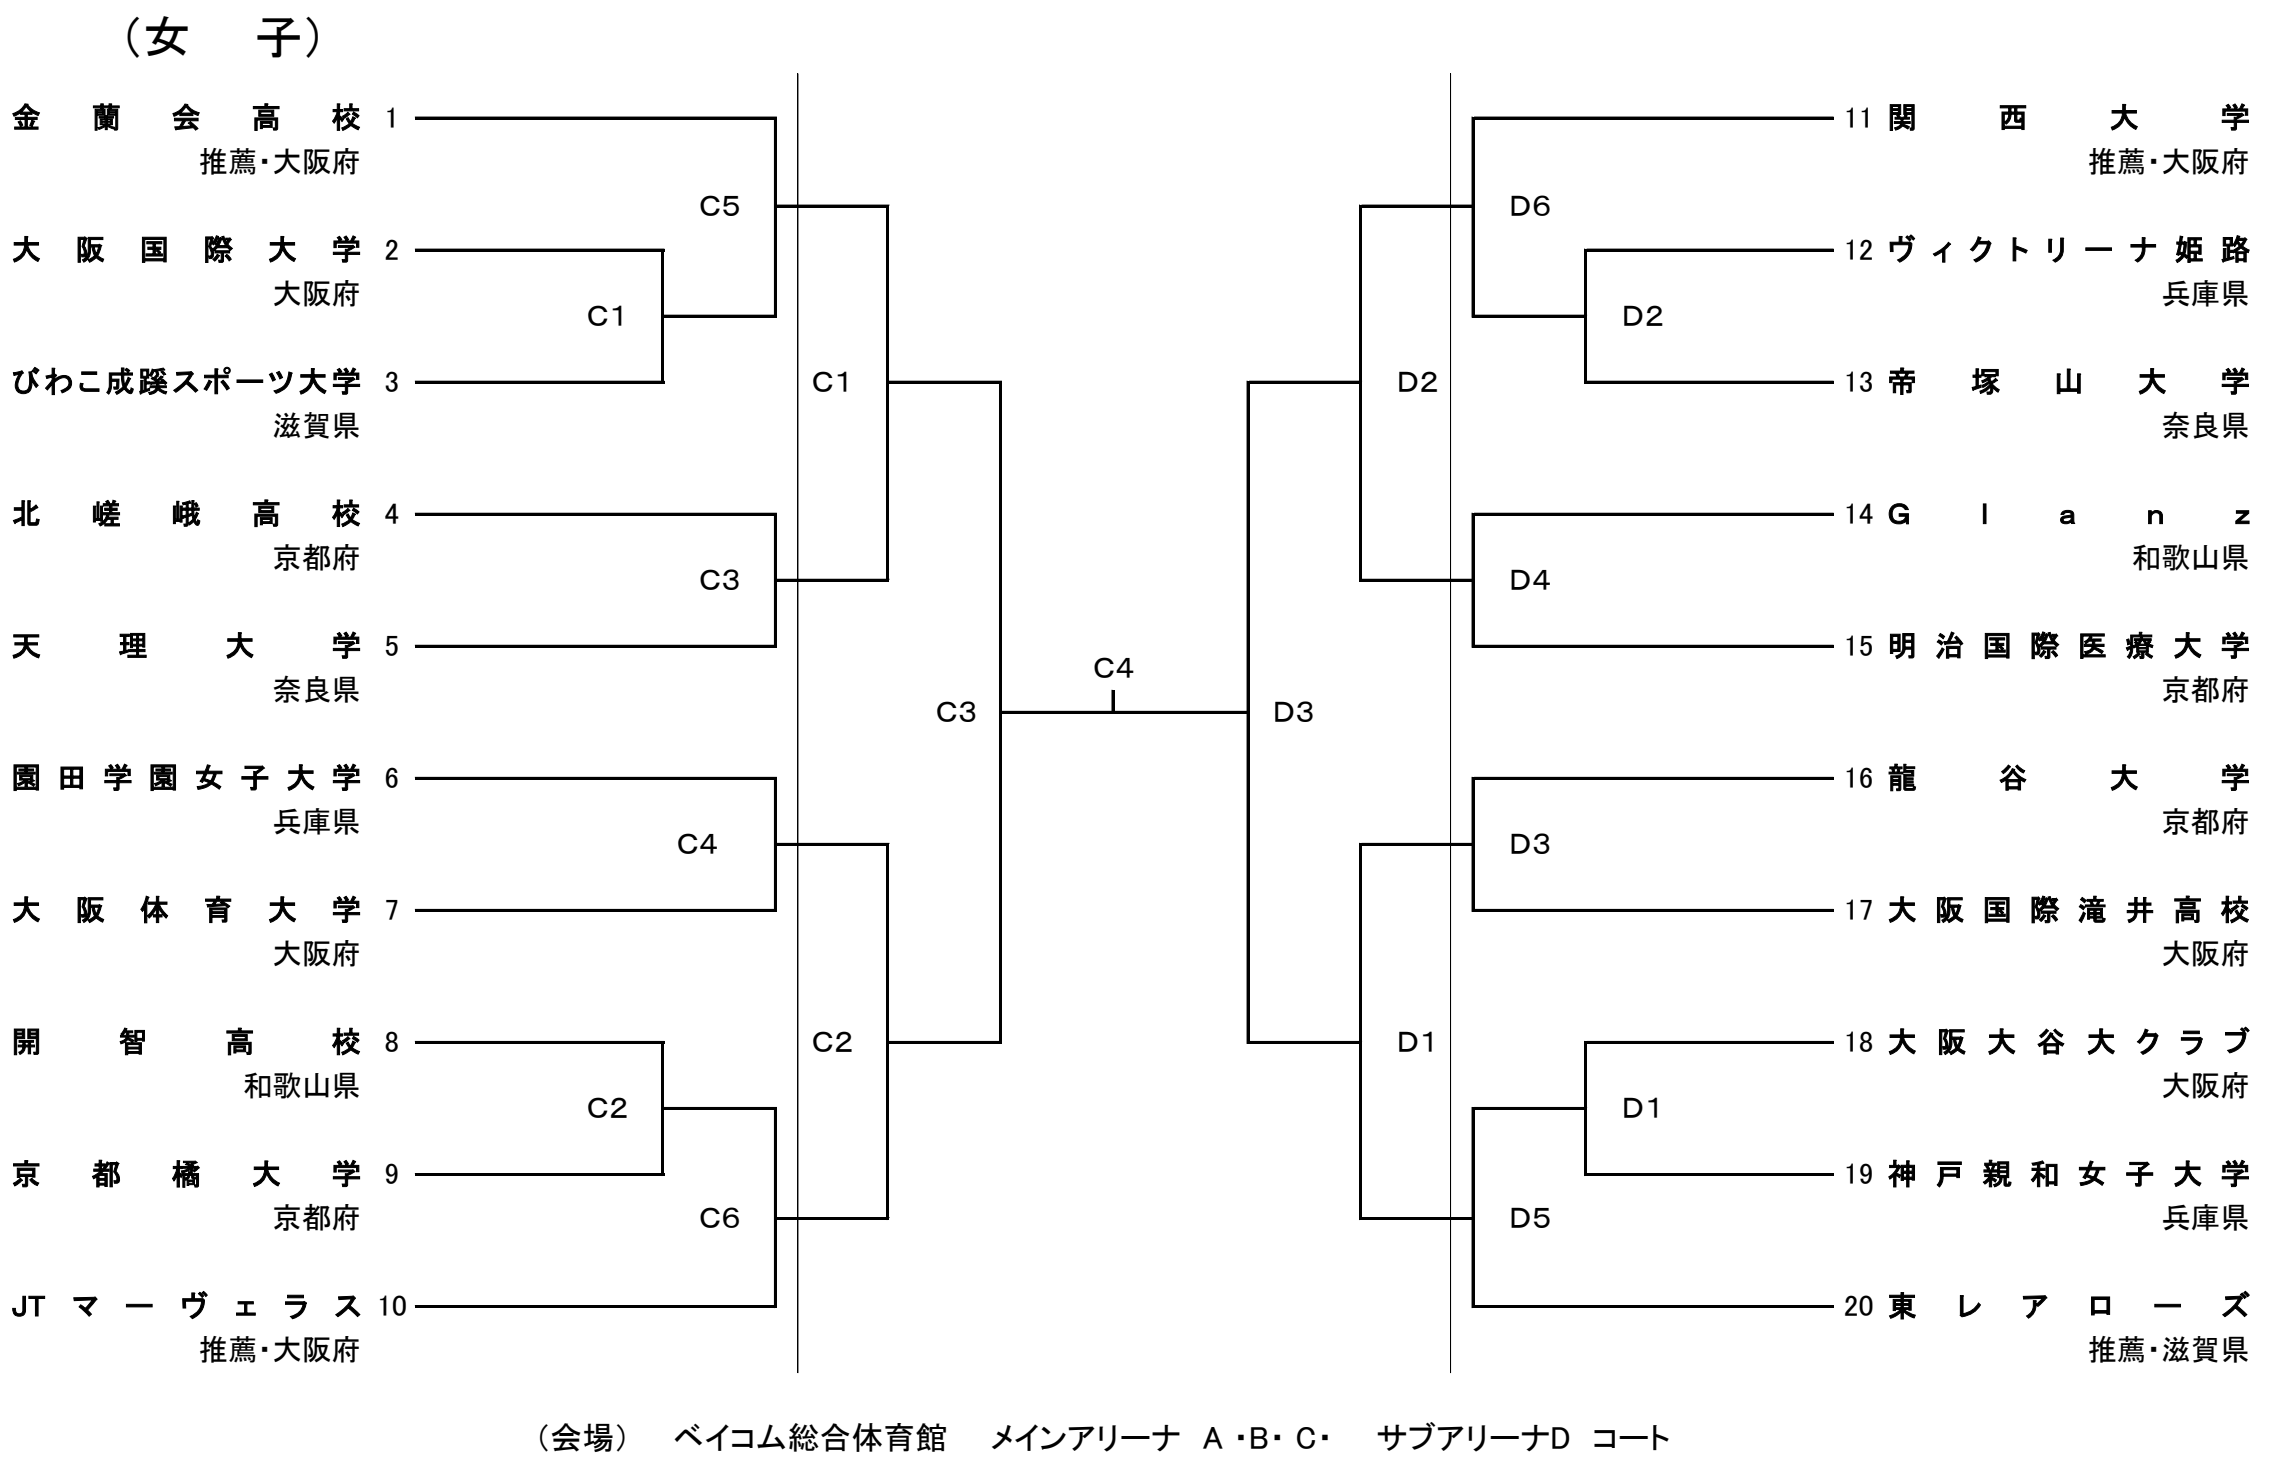 （女　子）
金蘭会高校 1
推薦・大阪府
C5
大阪国際大学 2
大阪府
C1
びわこ成蹊スポーツ大学 3
滋賀県
C1
北嵯峨高校 4
京都府
C3
天理大学 5
奈良県
C3
園田学園女子大学 6
兵庫県
C4
大阪体育大学 7
大阪府
開智高校 8
和歌山県
C2
C2
京都橘大学 9
京都府
C6
JTマーヴェラス 10
推薦・大阪府
C4
11 関西大学
推薦・大阪府
D6
12 ヴィクトリーナ姫路
兵庫県
D2
13 帝塚山大学
奈良県
D2
14 Glanz
和歌山県
D4
15 明治国際医療大学
京都府
D3
16 龍谷大学
京都府
D3
17 大阪国際滝井高校
大阪府
18 大阪大谷大クラブ
大阪府
D1
D1
19 神戸親和女子大学
兵庫県
D5
20 東レアローズ
推薦・滋賀県
（会場）　ベイコム総合体育館　メインアリーナ　A ・B・ C・　サブアリーナD　コート